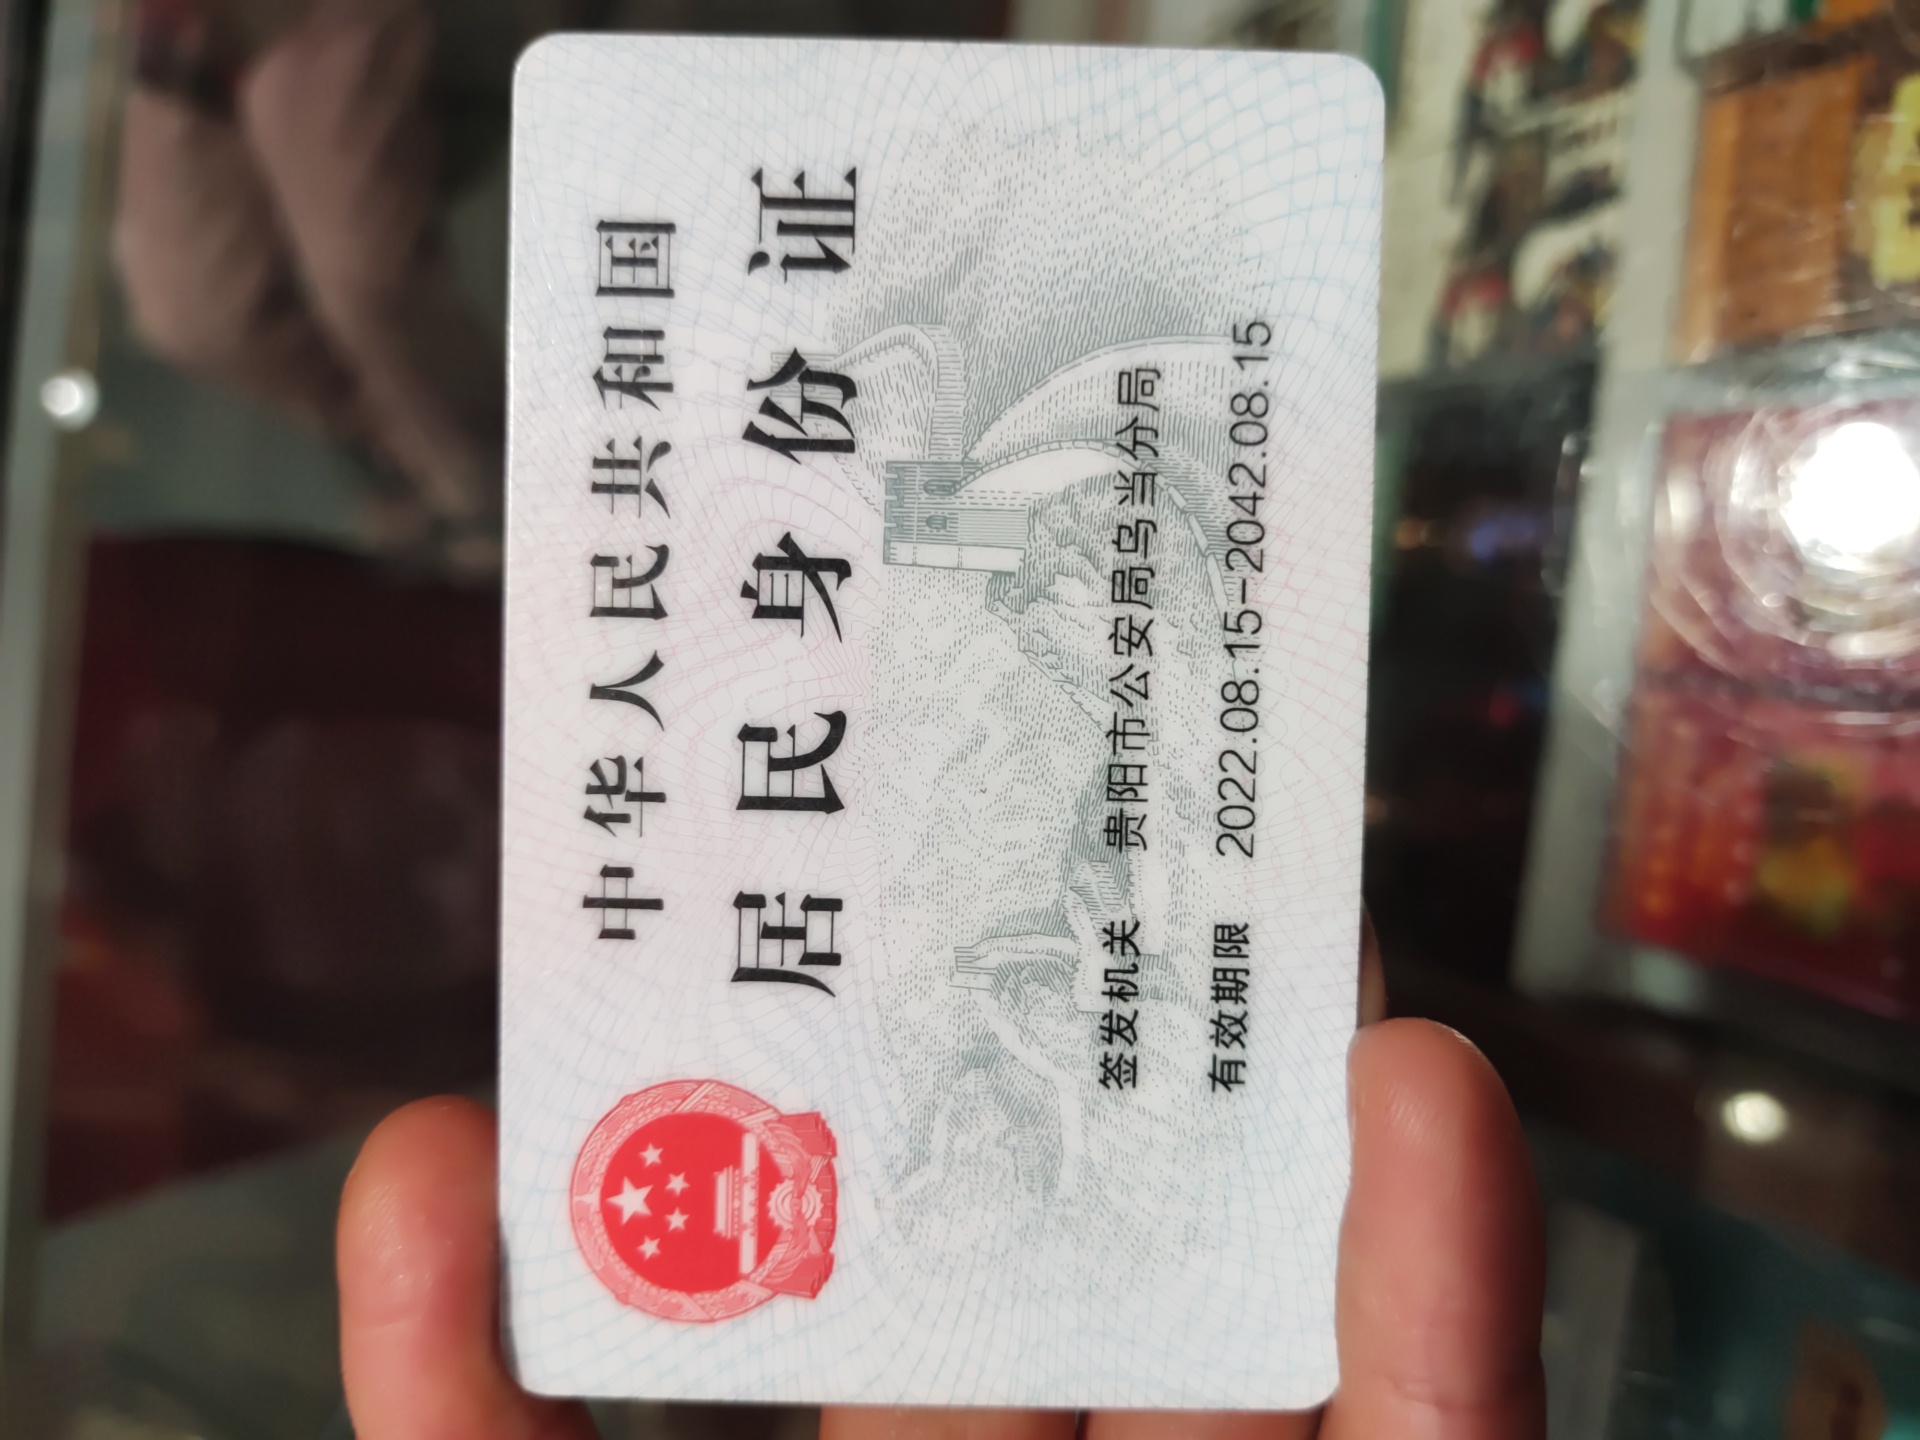 中华人民共和国
居民身份证
签发机关 贵阳市公安局乌当分局
有效期限 2022.08.15-2042.08.15